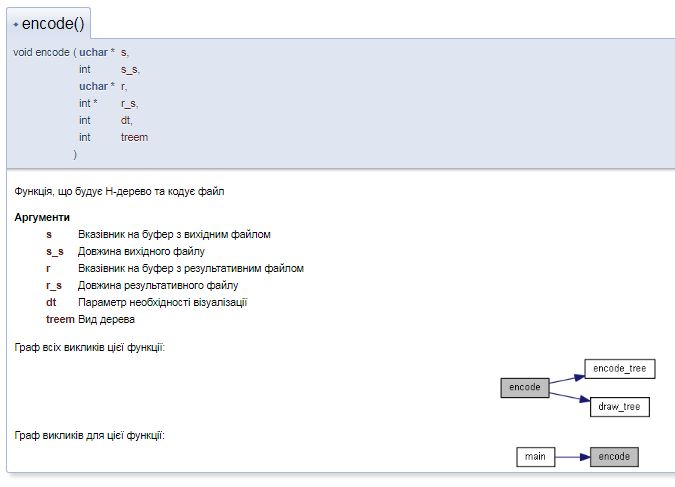 encode()
void encode ( uchar * s,
int s_s,
uchar * r,
int * r_s,
int dt,
int treem
)
Функція, що будує Н-дерево та кодує файл
Аргументи
s Вказівник на буфер з вихідним файлом
s_s Довжина вихідного файлу
r Вказівник на буфер з результативним файлом
r_s Довжина результативного файлу
dt Параметр необхідності візуалізації
treem Вид дерева
Граф всіх викликів цієї функції:
encode_tree
encode
draw_tree
Граф викликів для цієї функції:
main encode